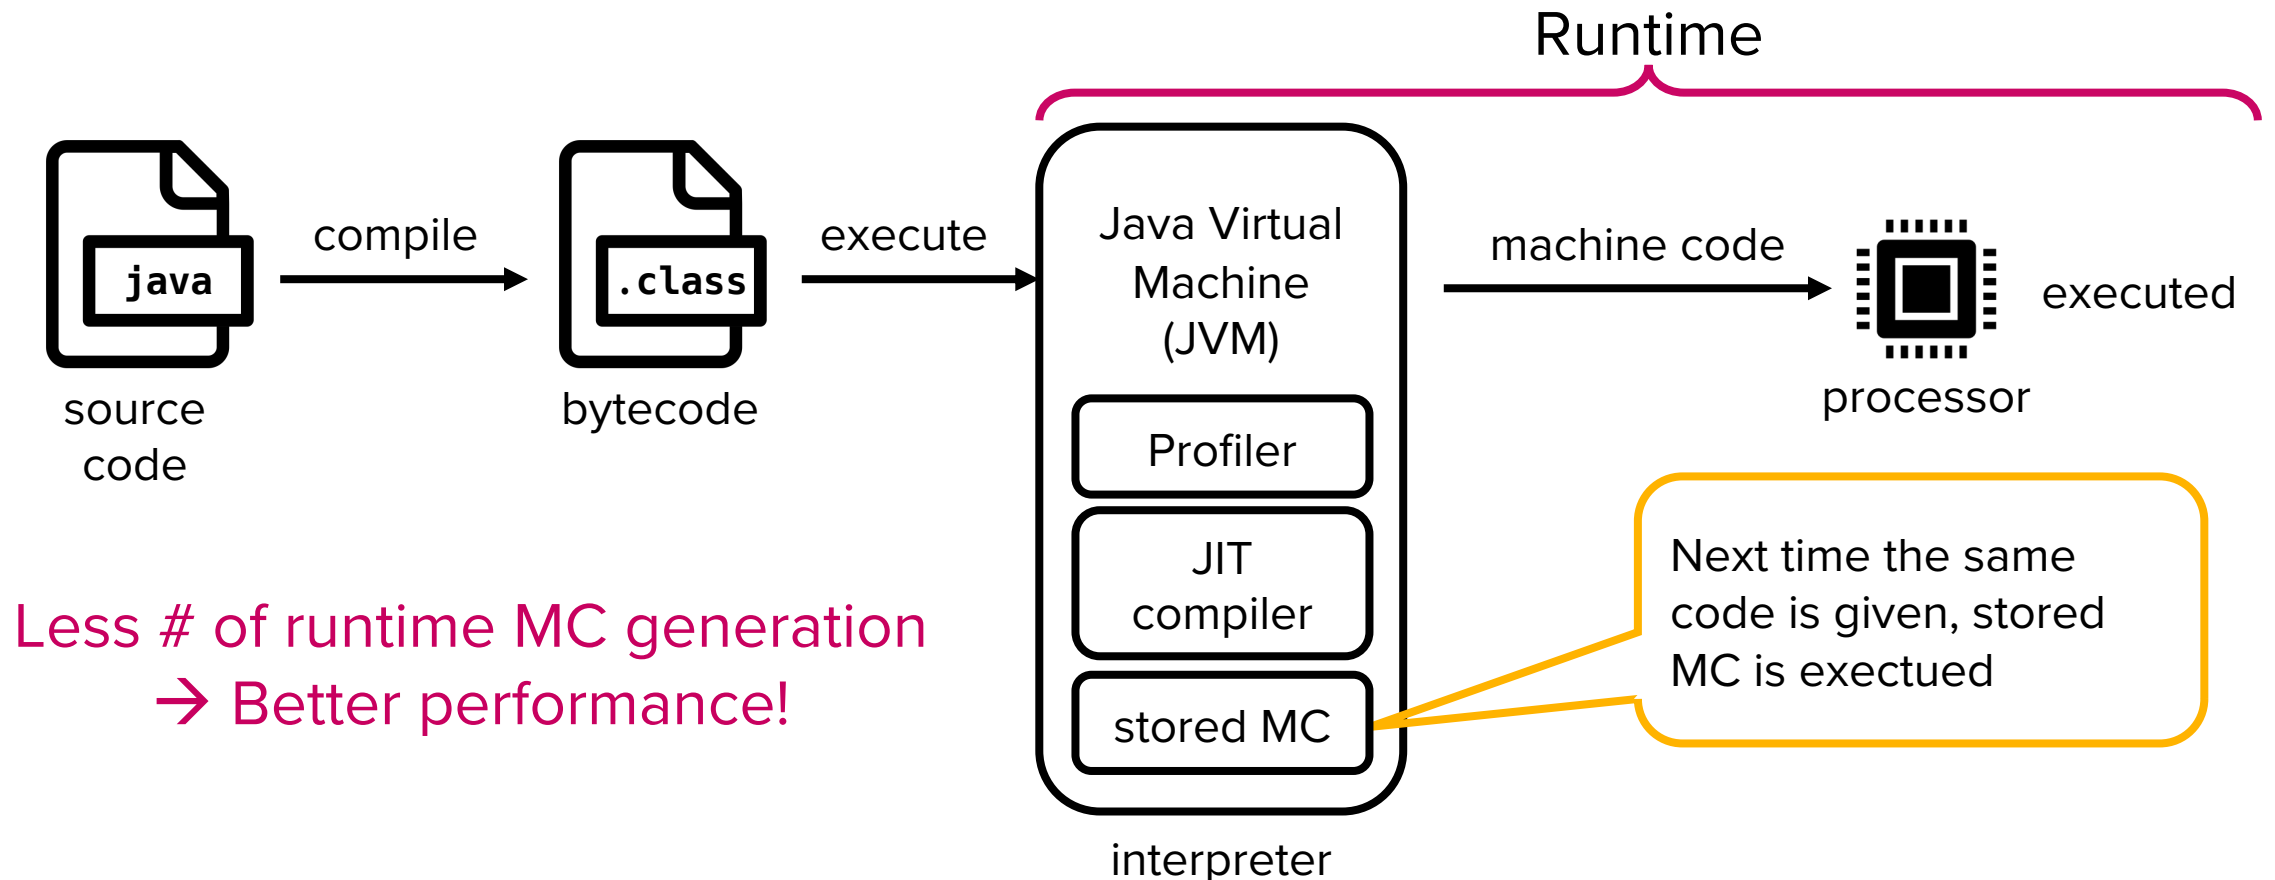 Runtime
java
compile
.class
execute
Java Virtual
Machine
(JVM)
machine code
executed
source
code
bytecode
processor
Profiler
JIT
compiler
stored MC
interpreter
Next time the same
code is given, stored
MC is exectued
Less # of runtime MC generation
→ Better performance!